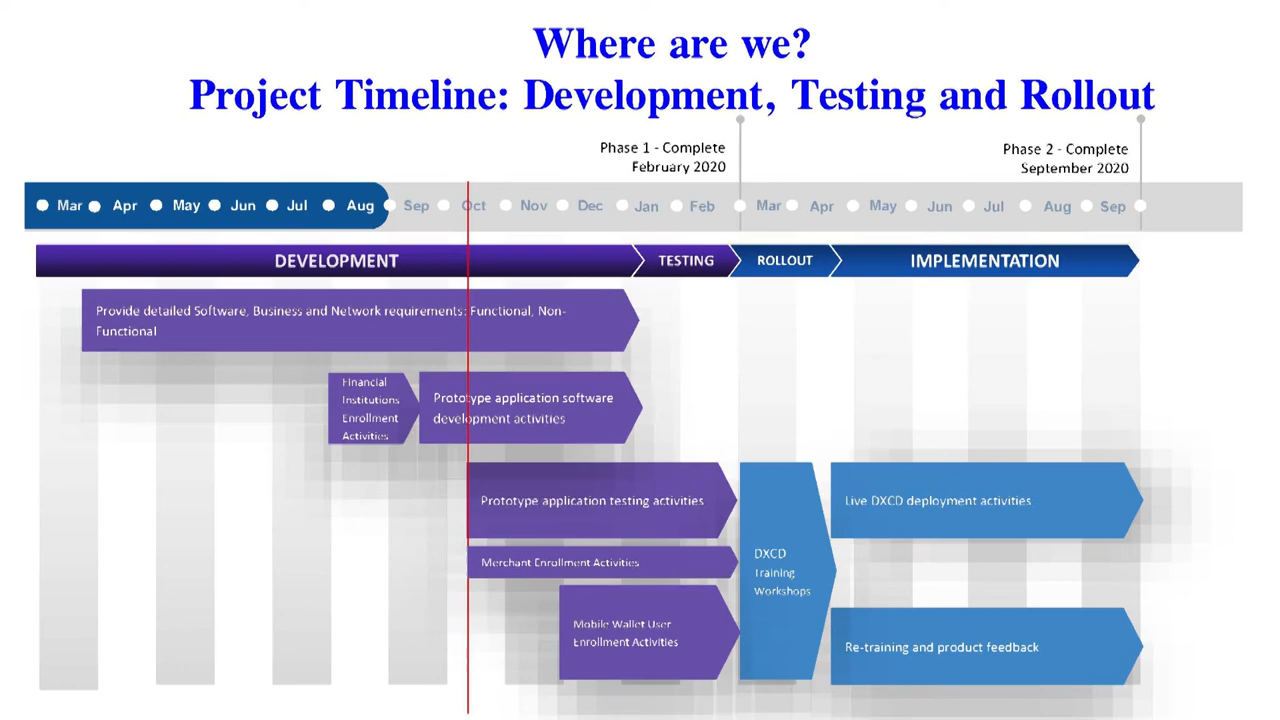 Where are we?
Project Timeline: Development, Testing and Rollout
Phase 1 - Complete
February 2020
Phase 2 - Complete
September 2020
Mar Apr May Jun Jul Aug Sep Oct Nov Dec Jan Feb Mar Apr May Jun Jul Aug Sep
DEVELOPMENT TESTING ROLLOUT IMPLEMENTATION
Provide detailed Software, Business and Network requirements: Functional, Non-
Functional
Financial
Institutions
Enrollment
Activities
Prototype application software
development activities
Prototype application testing activities
Merchant Enrollment Activities
Mobile Wallet User
Enrollment Activities
DXCD
Training
Workshops
Live DXCD deployment activities
Re-training and product feedback